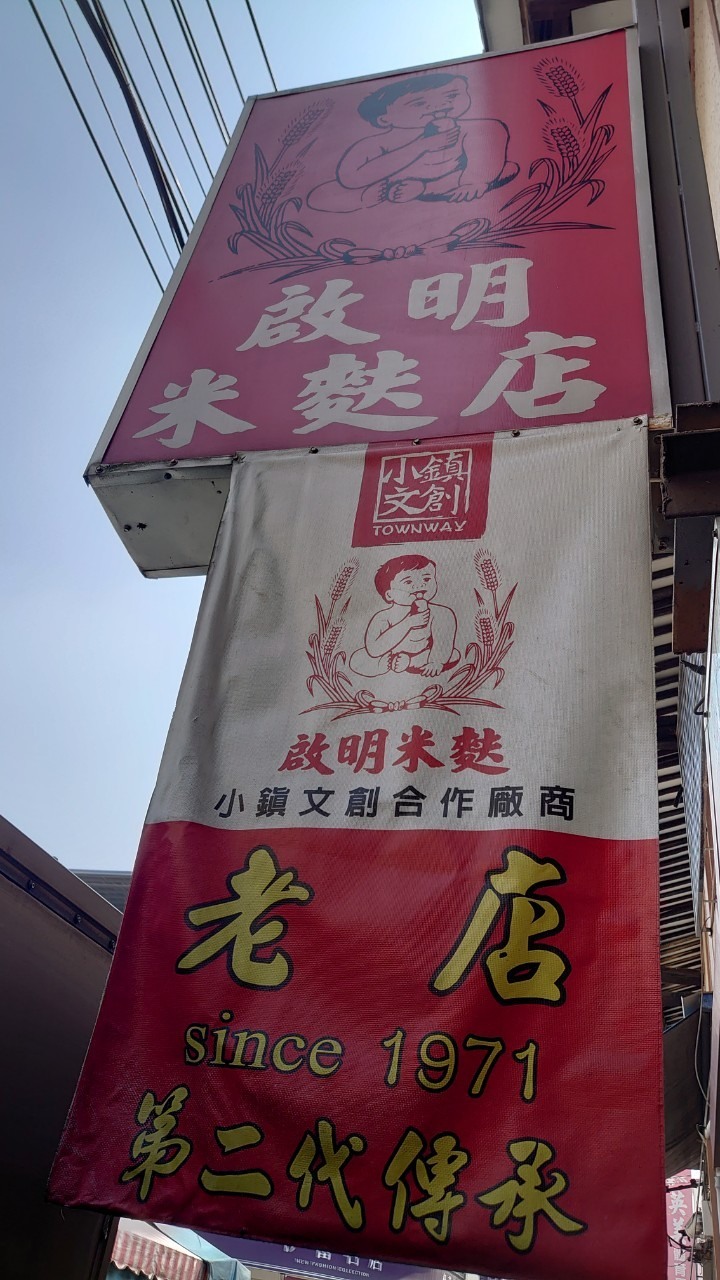 啟明
米麩店
小鎮
文創
TOWNWAY
啟明米麩
小鎮文創合作廠商
老店
since 1971
第二代傳承